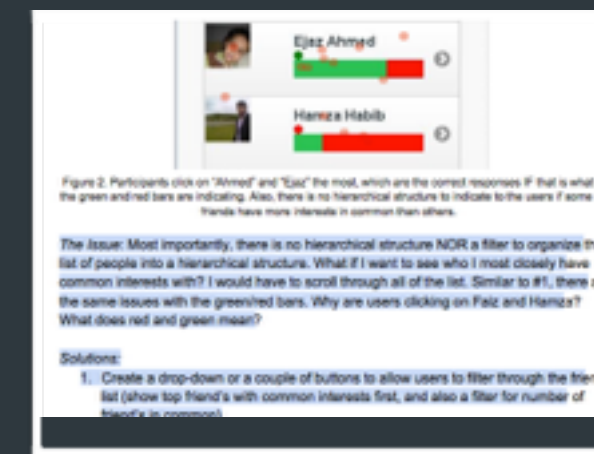 Ejaz Ahmed
Hamza Habib
Figure 2. Participants click on "Ahmed" and "Ejaz" the most, which are the correct responses IF that is what
the green and red bars are indicating. Also, there is no hierarchical structure to indicate to the users if some
friends have more interests in common than others.
The Issue: Most importantly, there is no hierarchical structure NOR a filter to organize th
list of people into a hierarchical structure. What if I want to see who I most closely have
common interests with? I would have to scroll through all of the list. Similar to #1, there a
the same issues with the green/red bars. Why are users clicking on Faiz and Hamza?
What does red and green mean?
Solutions:
1. Create a drop-down or a couple of buttons to allow users to filter through the frien
list (show top friend's with common interests first, and also a filter for number of
friend's in common)